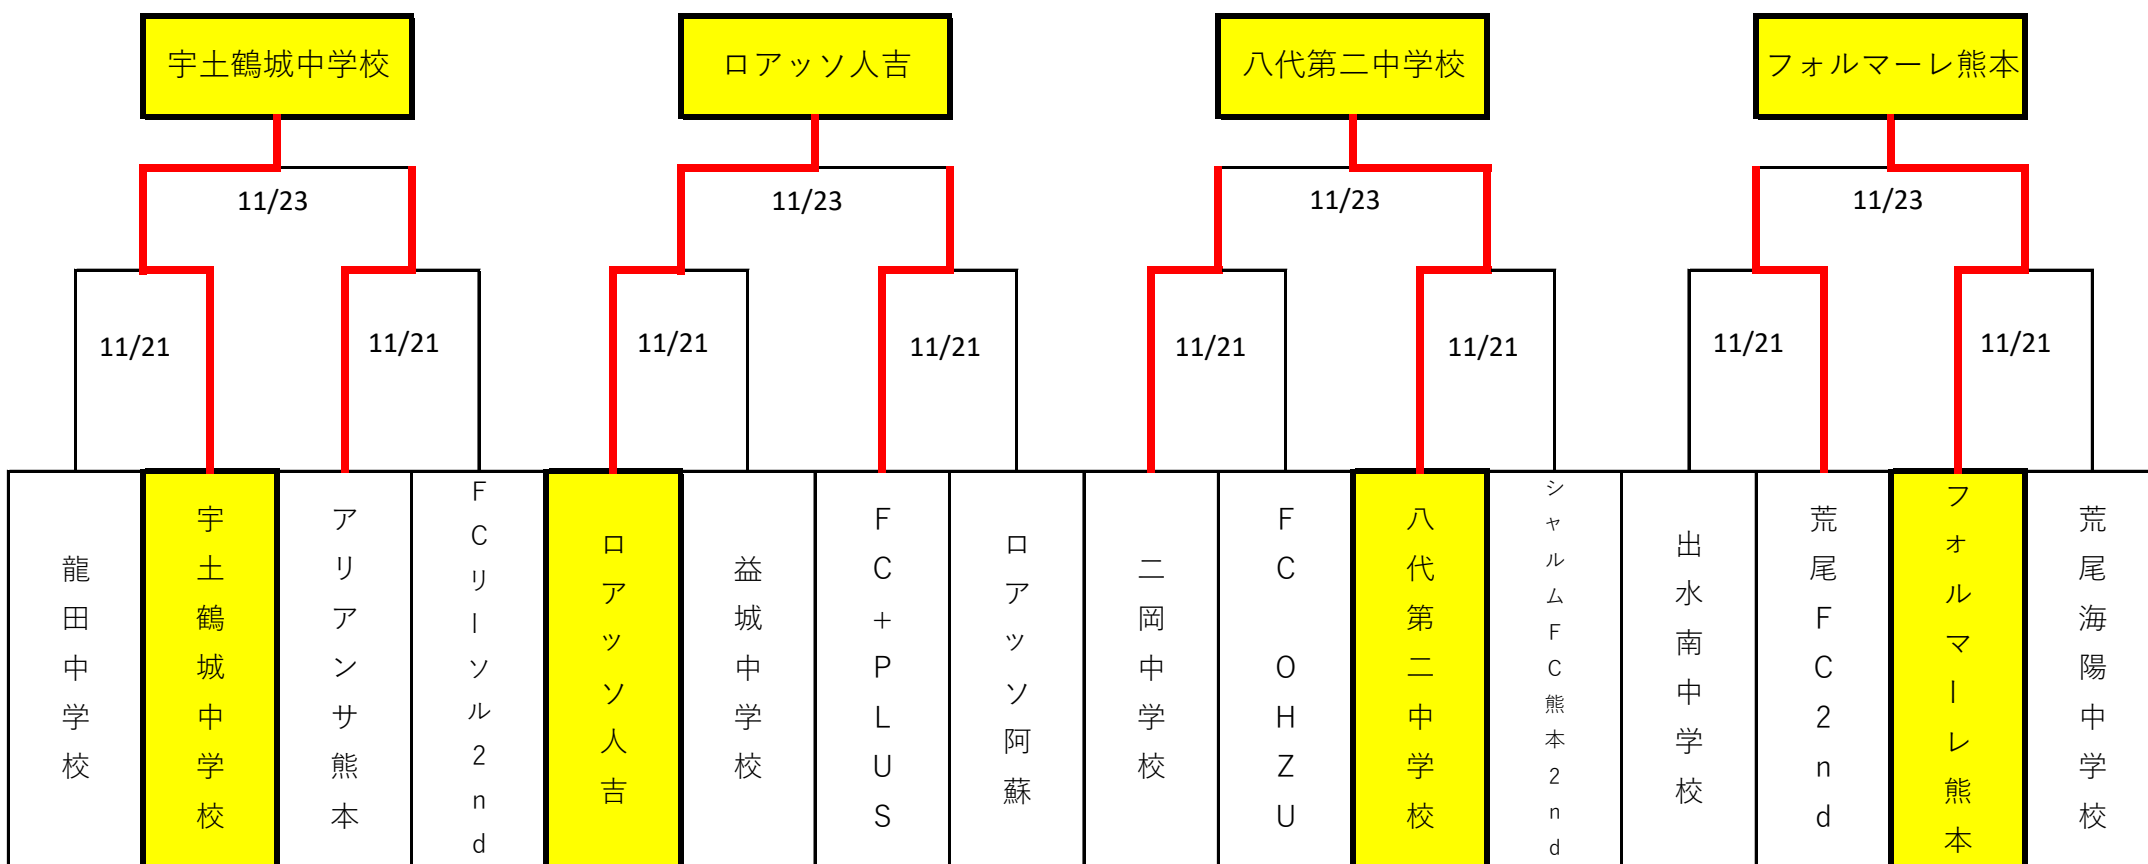 宇土鶴城中学校
ロアッソ人吉
八代第二中学校
フォルマーレ熊本
11/23
11/23
11/23
11/23
11/21
11/21
11/21
11/21
11/21
11/21
11/21
11/21
龍田中学校
宇土鶴城中学校
アリアンサ熊本
FCリーソル2nd
ロアッソ人吉
益城中学校
FC+PLUS
ロアッソ阿蘇
二岡中学校
FC OHZU
八代第二中学校
シャルムFC熊本2nd
出水南中学校
荒尾FC2nd
フォルマーレ熊本
荒尾海陽中学校